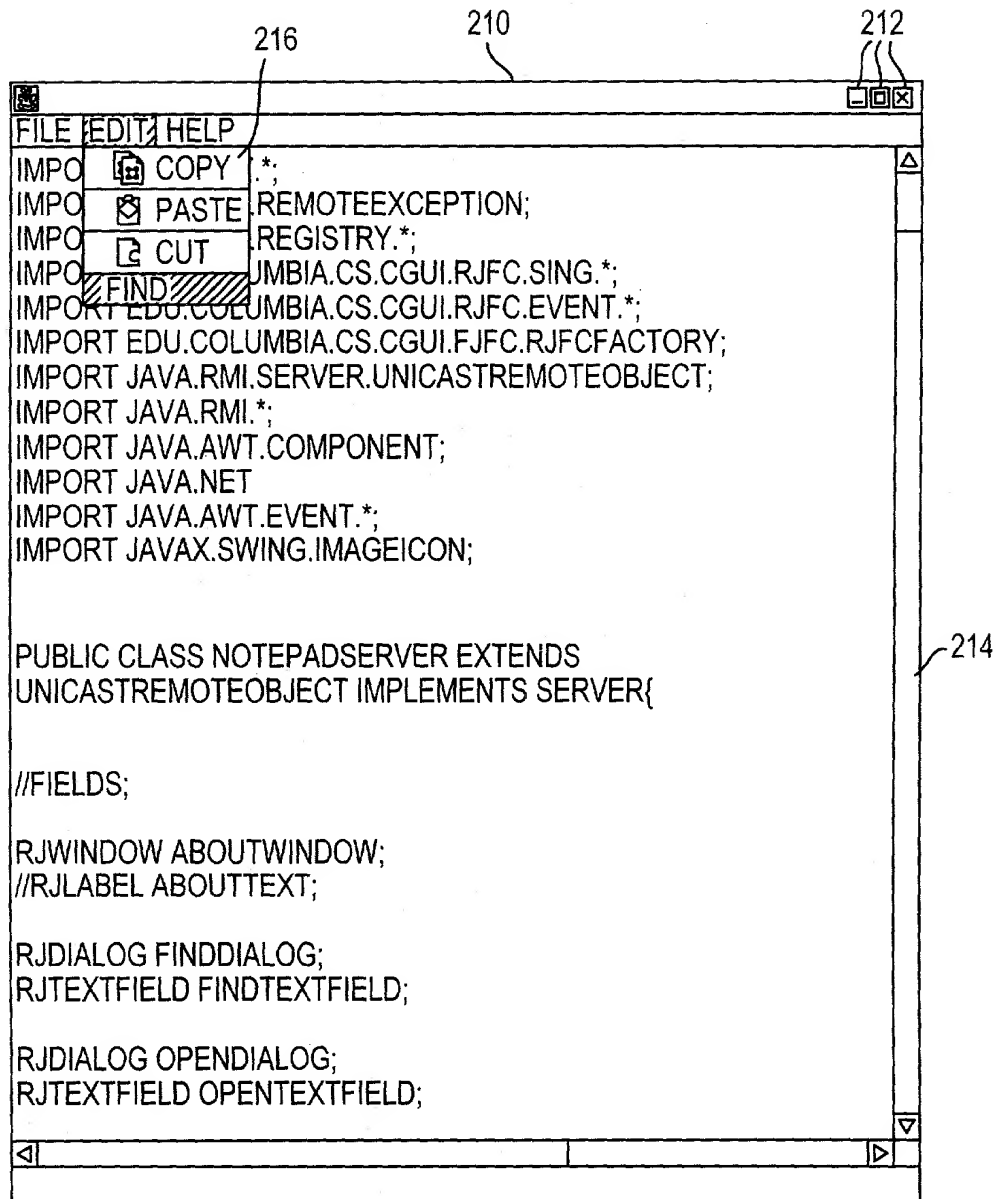 216
210
212
FILE EDIT HELP
COPY
PASTE
CUT
FIND
IMPO .*;
IMPO .REMOTEEXCEPTION;
IMPO .REGISTRY.*;
IMPO UMBIA.CS.CGUI.RJFC.SING.*;
IMPORT EDU.COLUMBIA.CS.CGUI.RJFC.EVENT.*;
IMPORT EDU.COLUMBIA.CS.CGUI.FJFC.RJFCFACTORY;
IMPORT JAVA.RMI.SERVER.UNICASTREMOTEOBJECT;
IMPORT JAVA.RMI.*;
IMPORT JAVA.AWT.COMPONENT;
IMPORT JAVA.NET
IMPORT JAVA.AWT.EVENT.*;
IMPORT JAVAX.SWING.IMAGEICON;
PUBLIC CLASS NOTEPADSERVER EXTENDS
UNICASTREMOTEOBJECT IMPLEMENTS SERVER{
214
//FIELDS;
RJWINDOW ABOUTWINDOW;
//RJLABEL ABOUTTEXT;
RJDIALOG FINDDIALOG;
RJTEXTFIELD FINDTEXTFIELD;
RJDIALOG OPENDIALOG;
RJTEXTFIELD OPENTEXTFIELD;